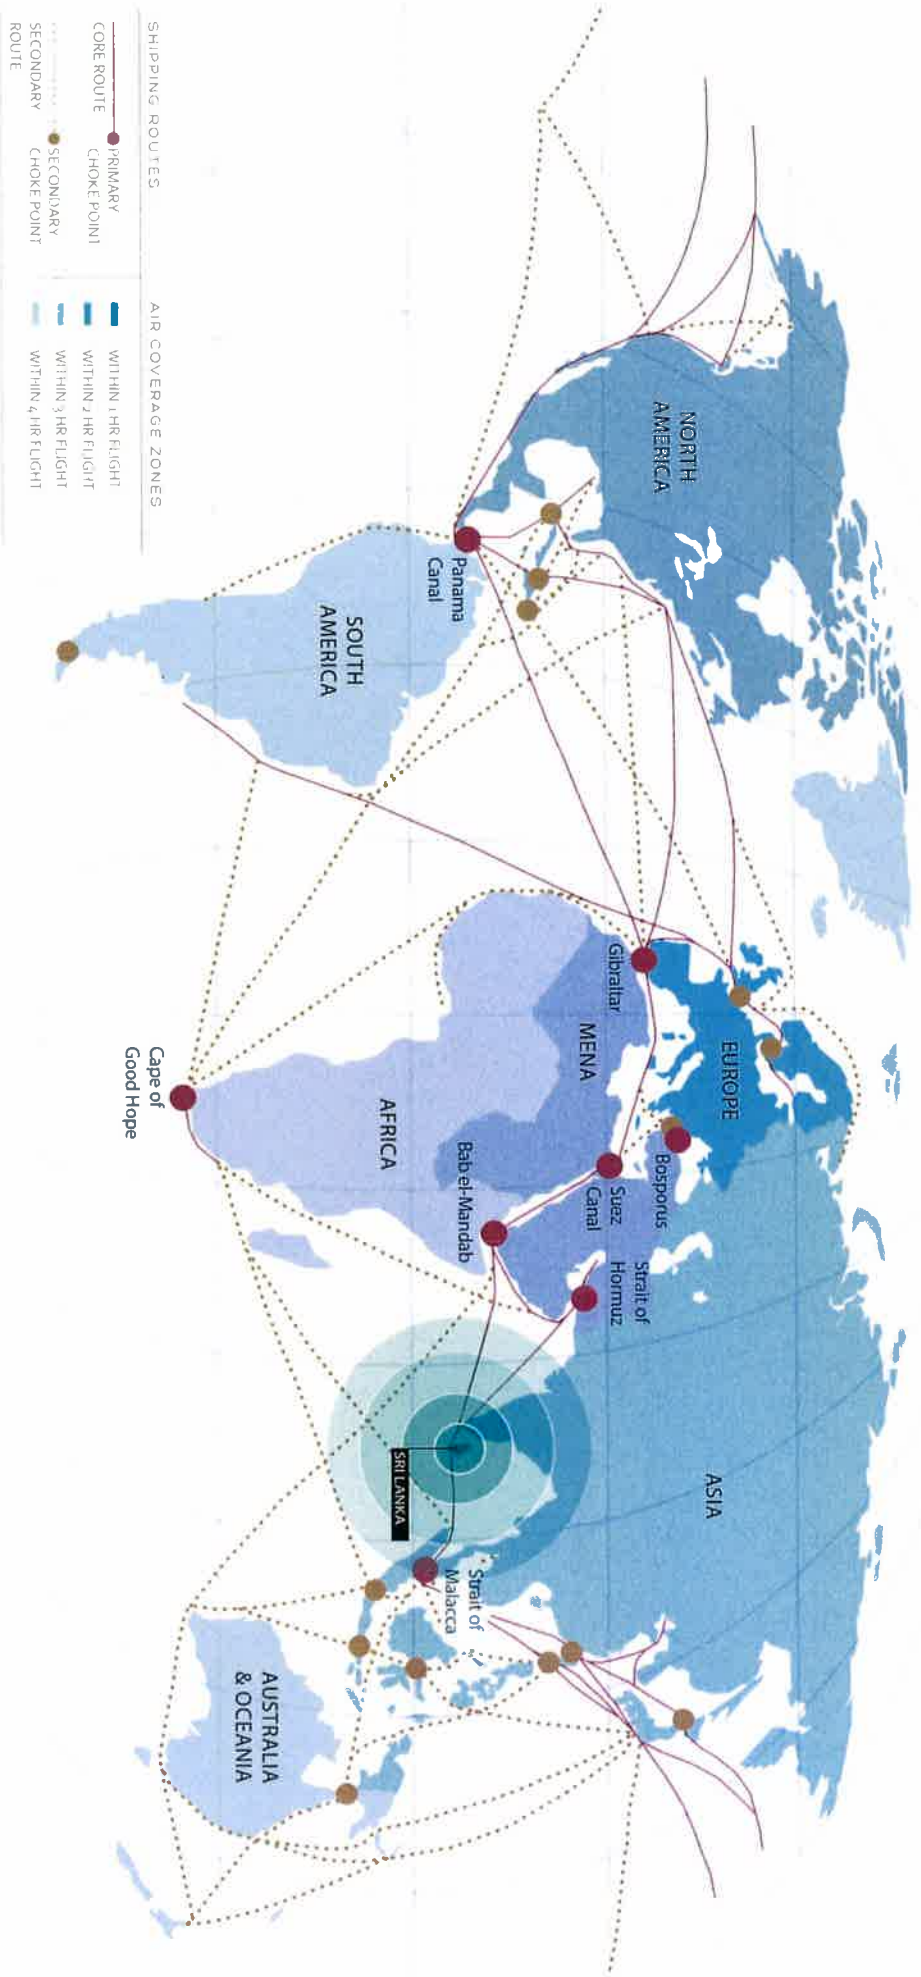 NORTH
AMERICA
SOUTH
AMERICA
Panama
Canal
Gibraltar
MENA
EUROPE
AFRICA
Cape of
Good Hope
Bosporus
Suez
Canal
Bab el-Mandab
Strait of
Hormuz
ASIA
SRI LANKA
Strait of
Malacca
AUSTRALIA
& OCEANIA
SHIPPING ROUTES
CORE ROUTE
PRIMARY
CHOKE POINT
SECONDARY
ROUTE
SECONDARY
CHOKE POINT
AIR COVERAGE ZONES
WITHIN 1 HR FLIGHT
WITHIN 2 HR FLIGHT
WITHIN 3 HR FLIGHT
WITHIN 4 HR FLIGHT